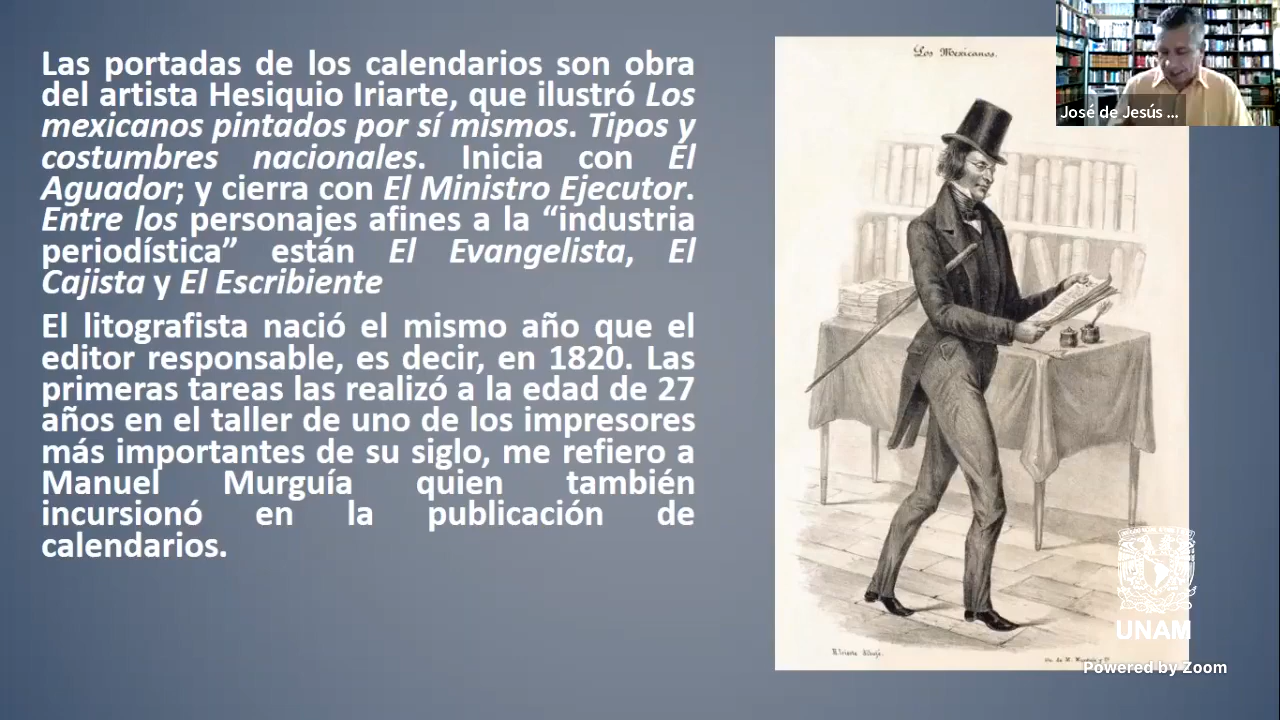 Las portadas de los calendarios son obra
del artista Hesiquio Iriarte, que ilustró Los
mexicanos pintados por sí mismos. Tipos y
costumbres nacionales. Inicia con El
Aguador; y cierra con El Ministro Ejecutor.
Entre los personajes afines a la “industria
periodística” están El Evangelista, El
Cajista y El Escribiente
El litografista nació el mismo año que el
editor responsable, es decir, en 1820. Las
primeras tareas las realizó a la edad de 27
años en el taller de uno de los impresores
más importantes de su siglo, me refiero a
Manuel Murguía quien también
incursionó en la publicación de
calendarios.
Los Mexicanos.
José de Jesús ...
UNAM
Powered by Zoom